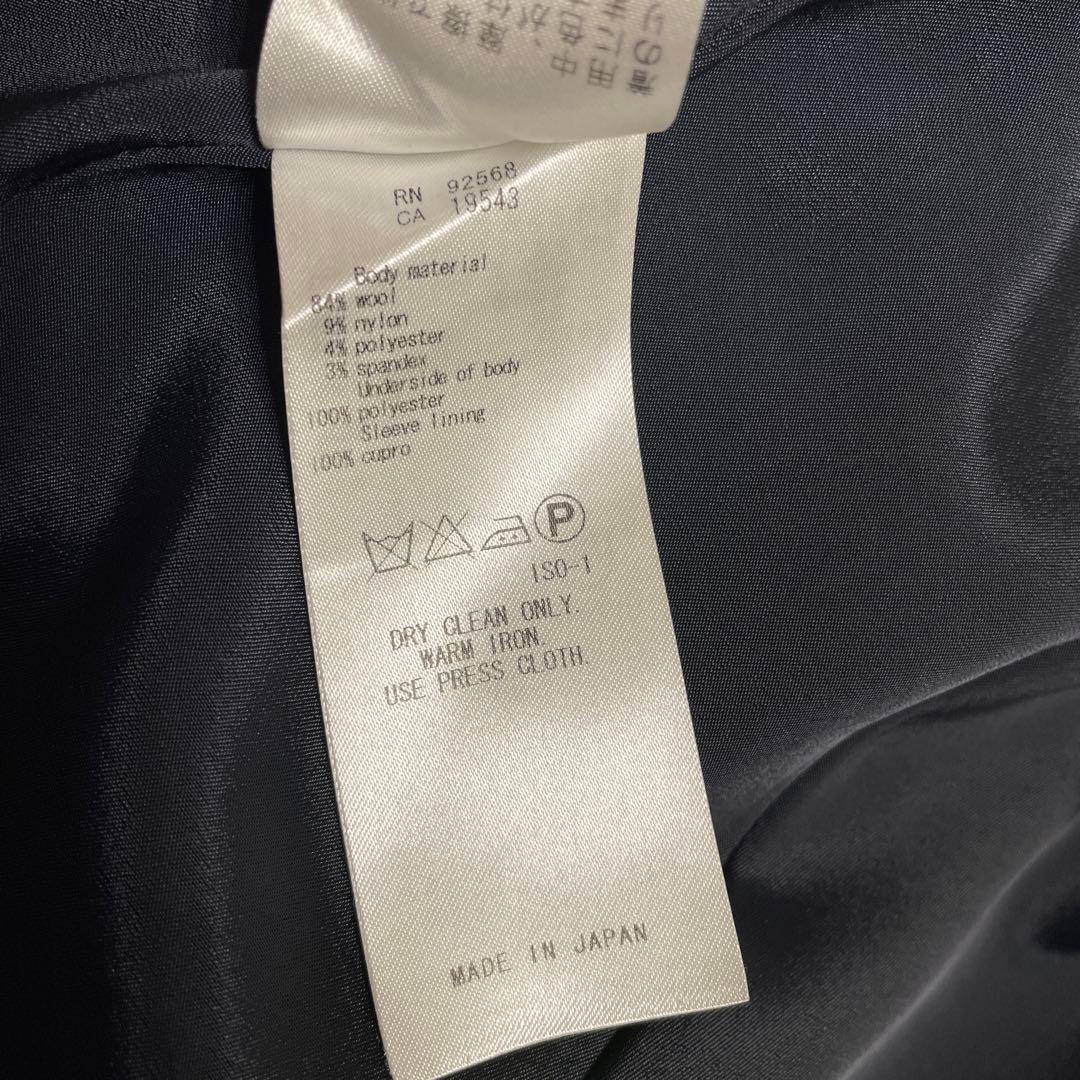 RN 92568
CA 19543
Body material
84% wool
9% nylon
4% polyester
3% spandex
Underside of body
100% polyester
Sleeve lining
100% cupro
P
ISO-1
DRY CLEAN ONLY.
WARM IRON.
USE PRESS CLOTH.
MADE IN JAPAN